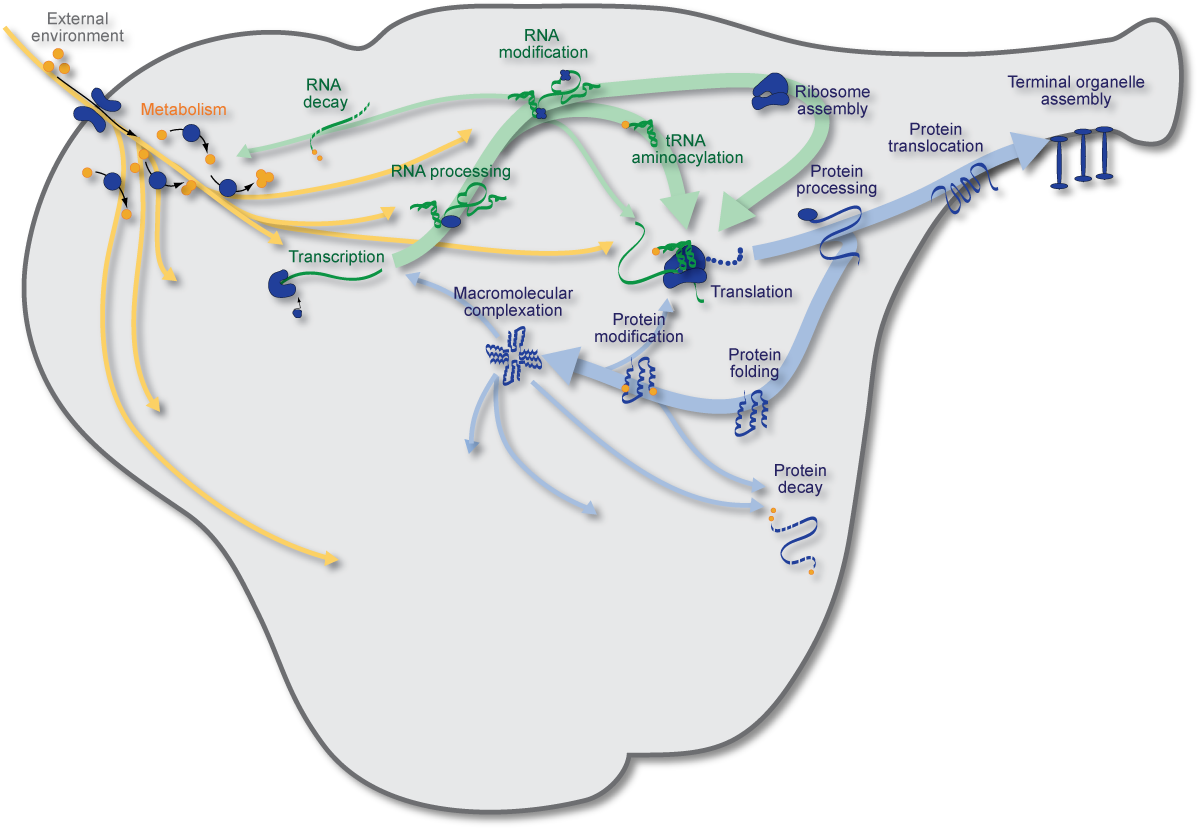 External
environment
Metabolism
RNA
decay
RNA
modification
Ribosome
assembly
Terminal organelle
assembly
tRNA
aminoacylation
Protein
translocation
RNA processing
Protein
processing
Transcription
Macromolecular
complexation
Translation
Protein
modification
Protein
folding
Protein
decay